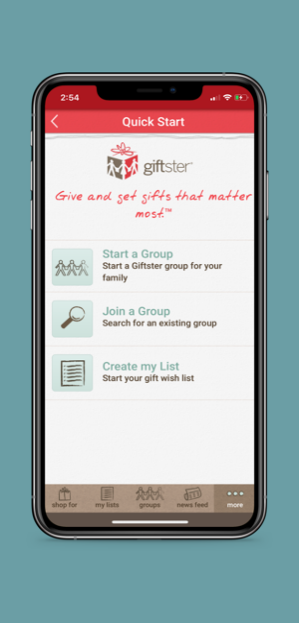 2:54
Quick Start
giftster
Give and get gifts that matter
most.™
Start a Group
Start a Giftster group for your
family
Join a Group
Search for an existing group
Create my List
Start your gift wish list
shop for
my lists
groups
news feed
more